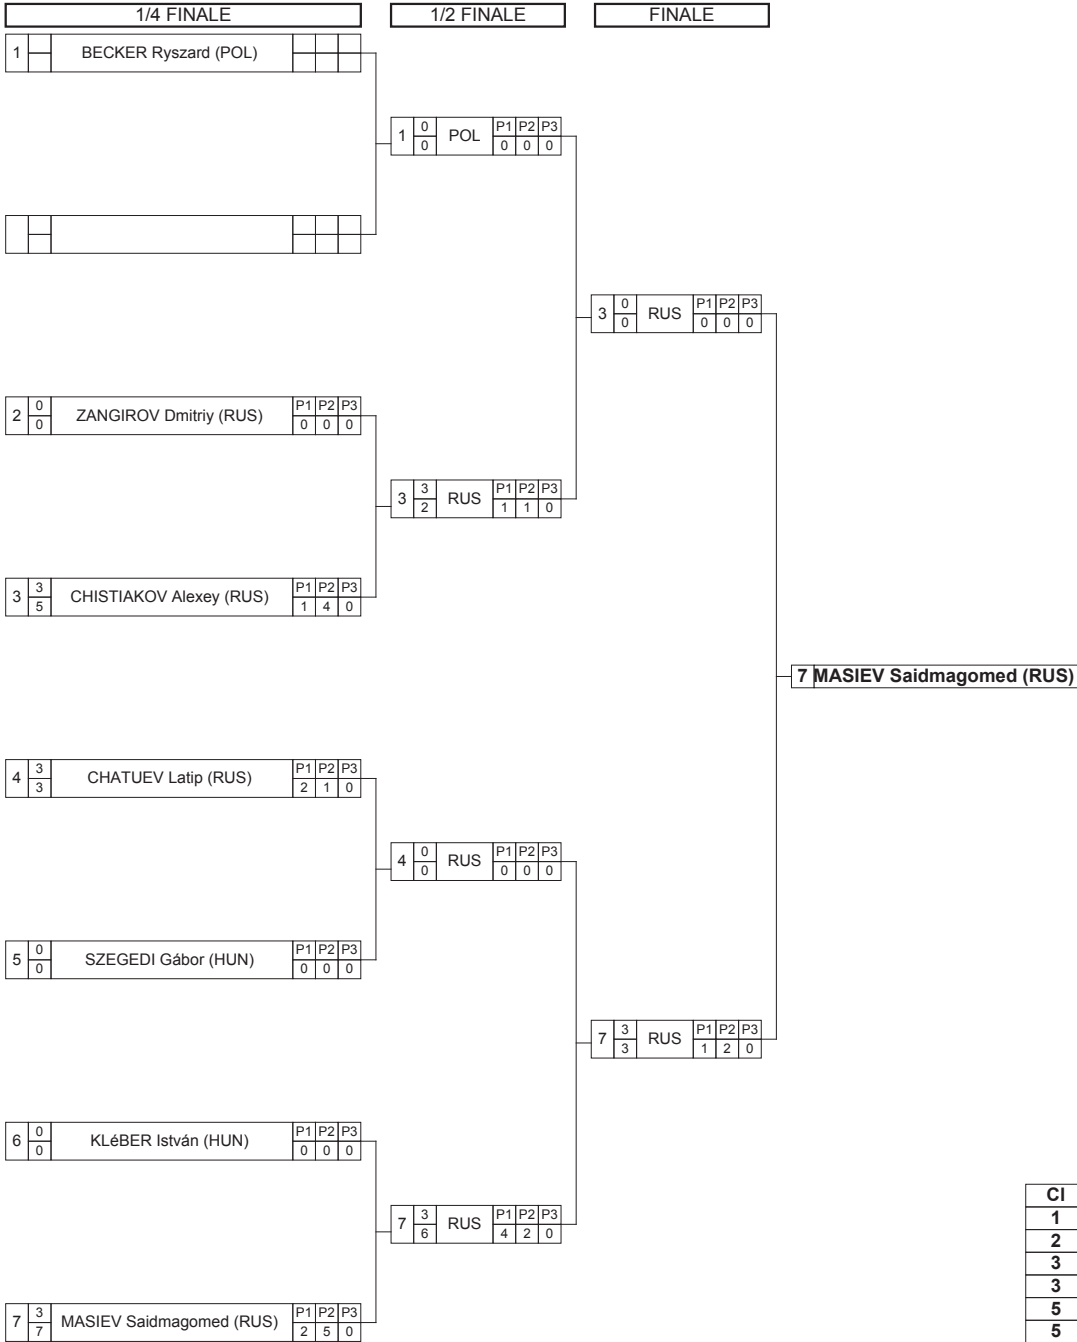 1/4 FINALE 1/2 FINALE FINALE
1 BECKER Ryszard (POL)
1 0 0 POL P1 P2 P3 0 0 0
3 0 0 RUS P1 P2 P3 0 0 0
2 0 0 ZANGIROV Dmitriy (RUS) P1 P2 P3 0 0 0
3 3 2 RUS P1 P2 P3 1 1 0
3 3 5 CHISTIAKOV Alexey (RUS) P1 P2 P3 1 4 0
7 MASIEV Saidmagomed (RUS)
4 3 3 CHATUEV Latip (RUS) P1 P2 P3 2 1 0
4 0 0 RUS P1 P2 P3 0 0 0
5 0 0 SZEGEDI Gábor (HUN) P1 P2 P3 0 0 0
7 3 3 RUS P1 P2 P3 1 2 0
6 0 0 KLéBER István (HUN) P1 P2 P3 0 0 0
7 3 6 RUS P1 P2 P3 4 2 0
7 3 7 MASIEV Saidmagomed (RUS) P1 P2 P3 2 5 0
Cl
1
2
3
3
5
5